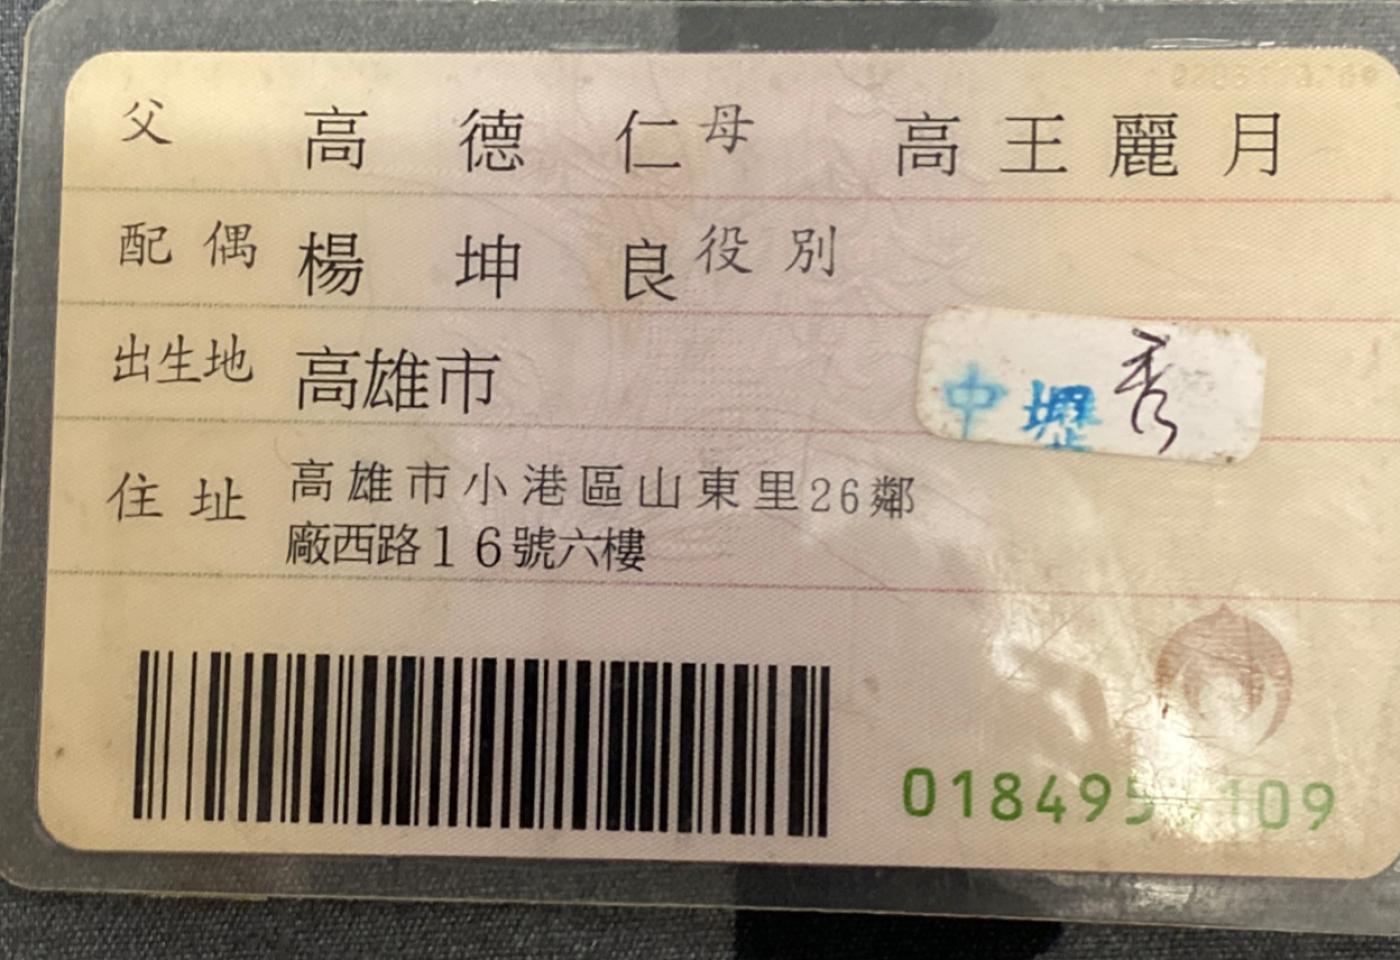 父 高德仁 母 高王麗月
配偶 楊坤良 役別
出生地 高雄市
中壢 秀
住址 高雄市小港區山東里26鄰
廠西路16號六樓